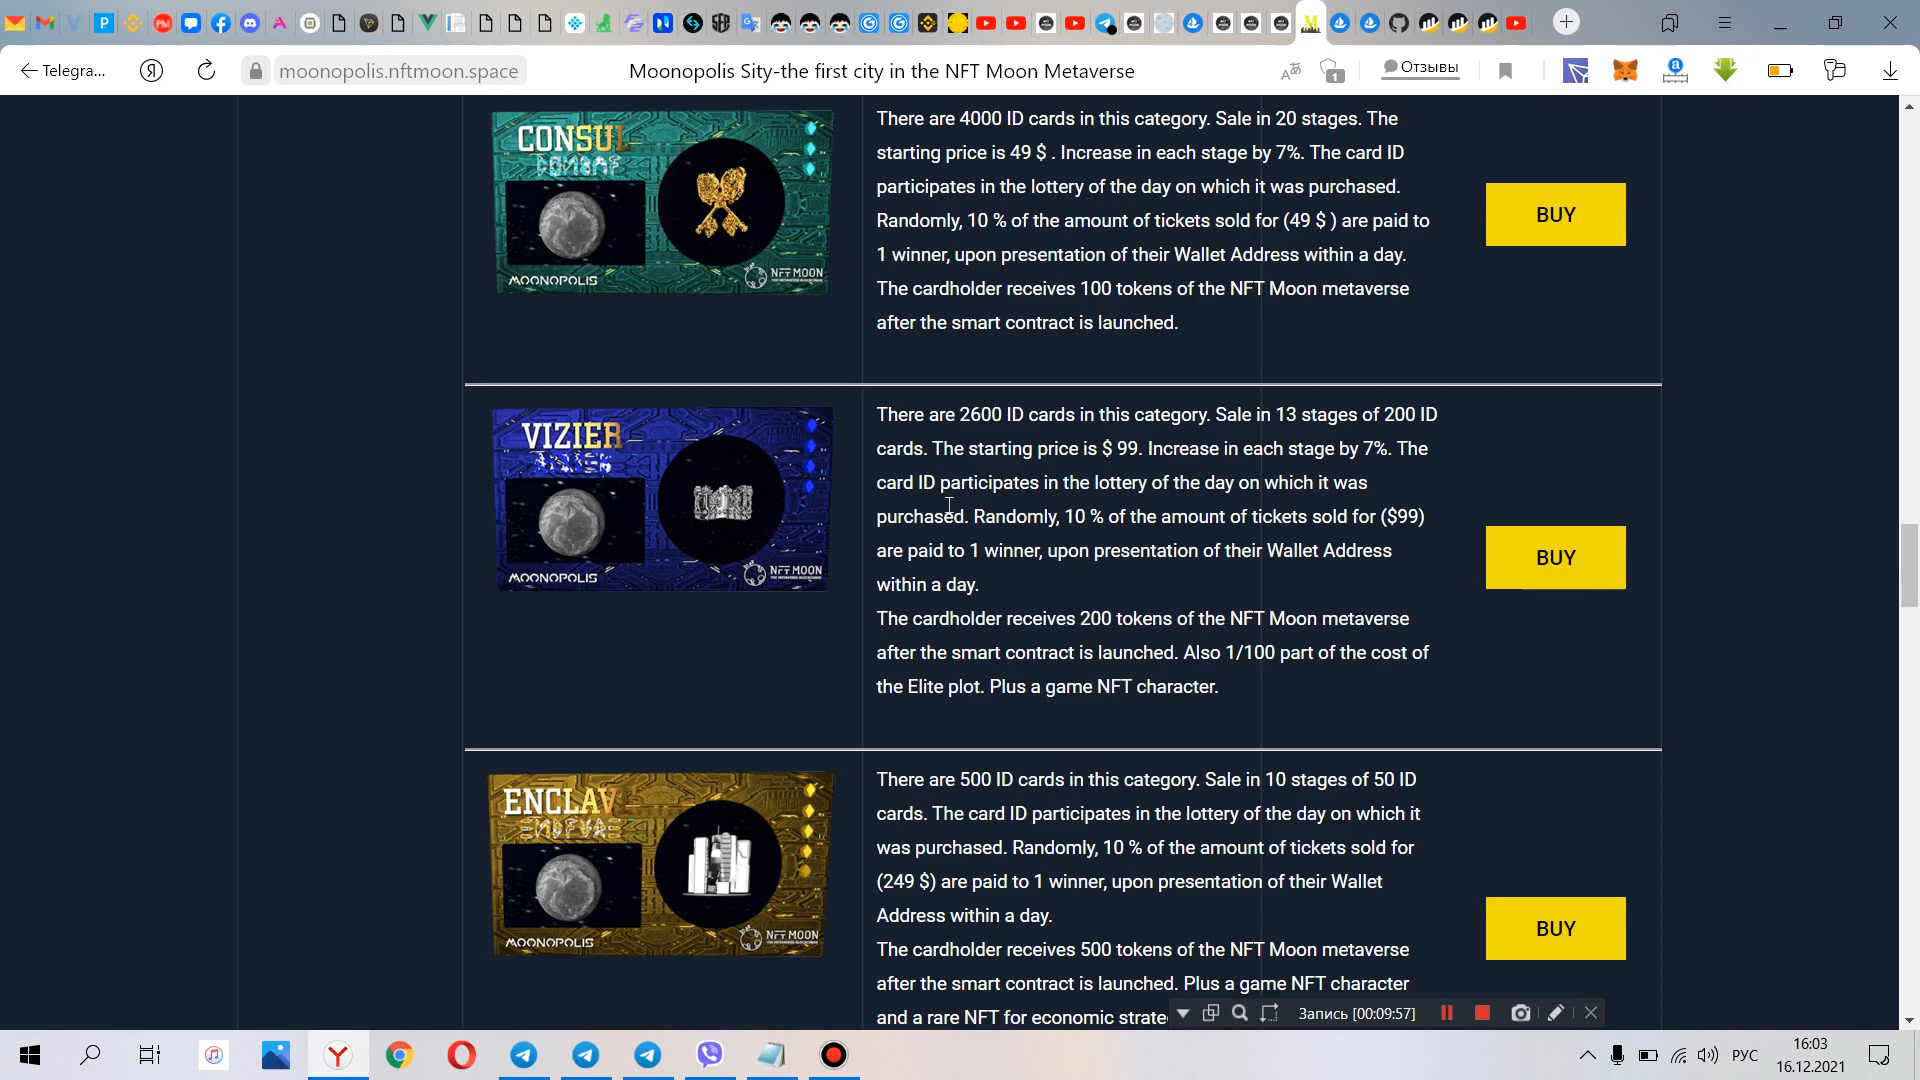 Telegra...
moonopolis.nftmoon.space
Moonopolis Sity-the first city in the NFT Moon Metaverse
1
Отзывы
CONSUL
MOONOPOLIS
NFT MOON
THE METAVERSE BLOCKCHAIN
There are 4000 ID cards in this category. Sale in 20 stages. The
starting price is 49 $ . Increase in each stage by 7%. The card ID
participates in the lottery of the day on which it was purchased.
Randomly, 10 % of the amount of tickets sold for (49 $ ) are paid to
1 winner, upon presentation of their Wallet Address within a day.
The cardholder receives 100 tokens of the NFT Moon metaverse
after the smart contract is launched.
BUY
VIZIER
MOONOPOLIS
NFT MOON
THE METAVERSE BLOCKCHAIN
There are 2600 ID cards in this category. Sale in 13 stages of 200 ID
cards. The starting price is $ 99. Increase in each stage by 7%. The
card ID participates in the lottery of the day on which it was
purchased. Randomly, 10 % of the amount of tickets sold for ($99)
are paid to 1 winner, upon presentation of their Wallet Address
within a day.
The cardholder receives 200 tokens of the NFT Moon metaverse
after the smart contract is launched. Also 1/100 part of the cost of
the Elite plot. Plus a game NFT character.
BUY
ENCLAV
MOONOPOLIS
NFT MOON
THE METAVERSE BLOCKCHAIN
There are 500 ID cards in this category. Sale in 10 stages of 50 ID
cards. The card ID participates in the lottery of the day on which it
was purchased. Randomly, 10 % of the amount of tickets sold for
(249 $) are paid to 1 winner, upon presentation of their Wallet
Address within a day.
The cardholder receives 500 tokens of the NFT Moon metaverse
after the smart contract is launched. Plus a game NFT character
and a rare NFT for economic strate
BUY
Запись [00:09:57]
РУС
16:03
16.12.2021